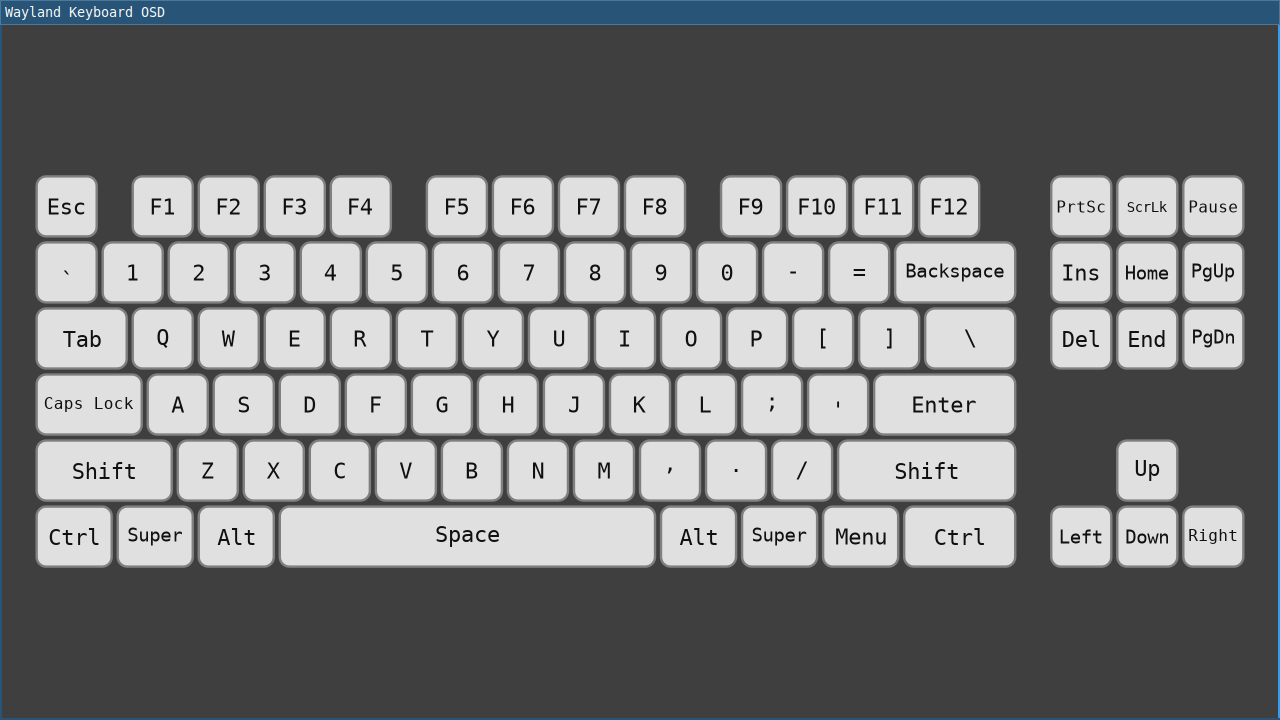 Wayland Keyboard OSD
Esc F1 F2 F3 F4 F5 F6 F7 F8 F9 F10 F11 F12 PrtSc ScrLk Pause
` 1 2 3 4 5 6 7 8 9 0 - = Backspace Ins Home PgUp
Tab Q W E R T Y U I O P [ ] \ Del End PgDn
Caps Lock A S D F G H J K L ; ' Enter
Shift Z X C V B N M , . / Shift Up
Ctrl Super Alt Space Alt Super Menu Ctrl Left Down Right